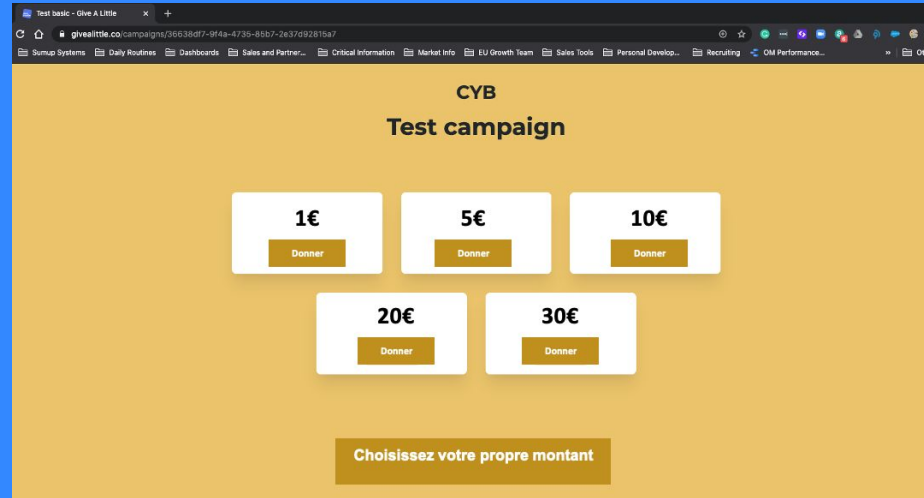 Test basic - Give A Little × +
givealittle.co/campaigns/36638df7-9f4a-4735-85b7-2e37d92815a7
Sumup Systems Daily Routines Dashboards Sales and Partner... Critical Information Market Info EU Growth Team Sales Tools Personal Develop... Recruiting OM Performance... » Ot
CYB
Test campaign
1€ 5€ 10€
Donner Donner Donner
20€ 30€
Donner Donner
Choisissez votre propre montant